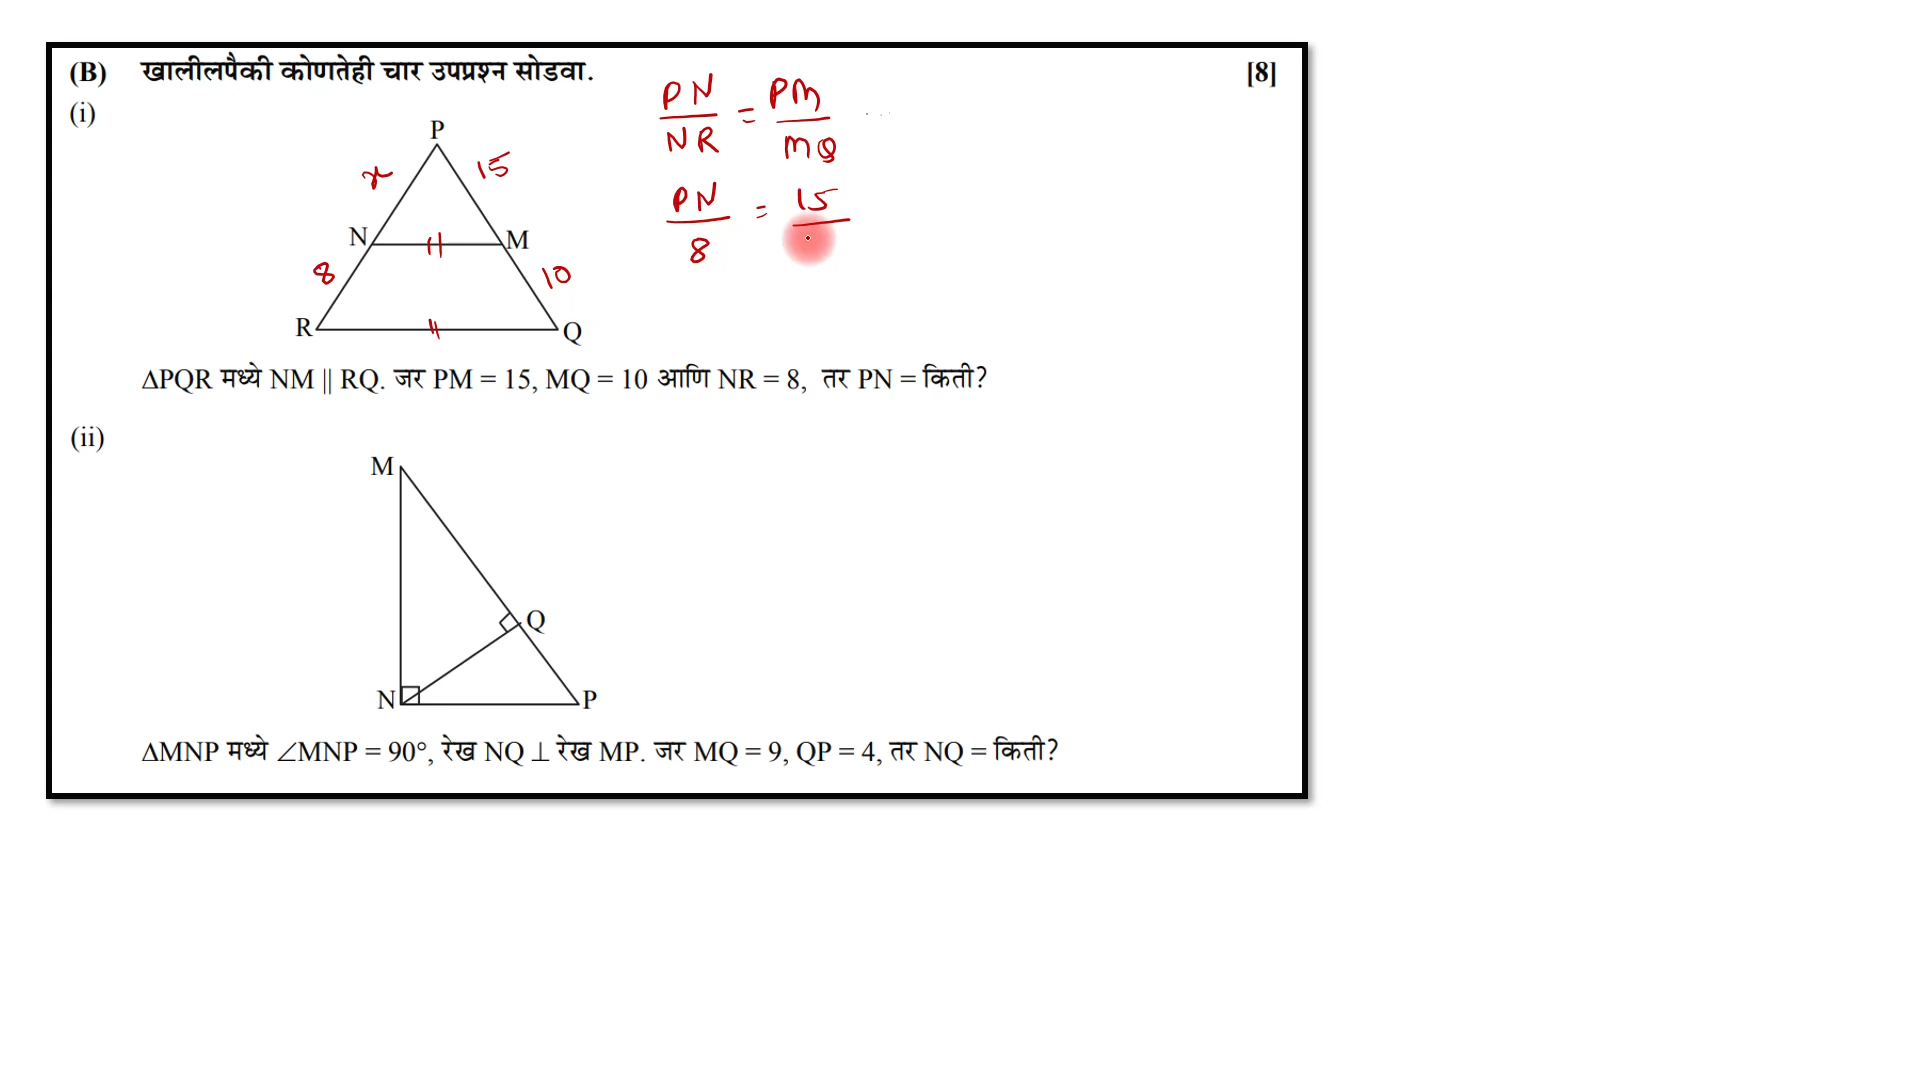 (B) खालीलपैकी कोणतेही चार उपप्रश्न सोडवा. [8]
(i)
P
x
15
N
M
8
10
R
Q
PN/NR = PM/MQ
PN/8 = 15/
ΔPQR मध्ये NM || RQ. जर PM = 15, MQ = 10 आणि NR = 8, तर PN = किती?
(ii)
M
Q
N
P
ΔMNP मध्ये ∠MNP = 90°, रेख NQ ⊥ रेख MP. जर MQ = 9, QP = 4, तर NQ = किती?